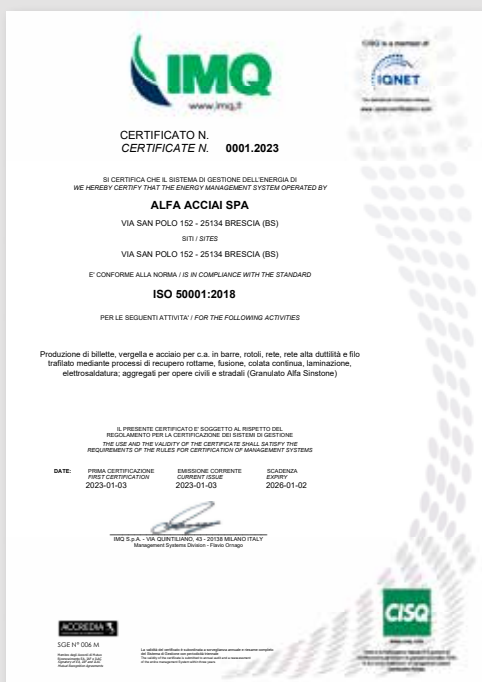 CISQ is a member of
IMQ
www.imq.it
IQNET
CERTIFICATO N.
CERTIFICATE N. 0001.2023
SI CERTIFICA CHE IL SISTEMA DI GESTIONE DELL'ENERGIA DI
WE HEREBY CERTIFY THAT THE ENERGY MANAGEMENT SYSTEM OPERATED BY
ALFA ACCIAI SPA
VIA SAN POLO 152 - 25134 BRESCIA (BS)
SITI / SITES
VIA SAN POLO 152 - 25134 BRESCIA (BS)
E' CONFORME ALLA NORMA / IS IN COMPLIANCE WITH THE STANDARD
ISO 50001:2018
PER LE SEGUENTI ATTIVITA' / FOR THE FOLLOWING ACTIVITIES
Produzione di billette, vergella e acciaio per c.a. in barre, rotoli, rete, rete alta duttilità e filo
trafilato mediante processi di recupero rottame, fusione, colata continua, laminazione,
elettrosaldatura; aggregati per opere civili e stradali (Granulato Alfa Sinstone)
IL PRESENTE CERTIFICATO E' SOGGETTO AL RISPETTO DEL
REGOLAMENTO PER LA CERTIFICAZIONE DEI SISTEMI DI GESTIONE
THE USE AND THE VALIDITY OF THE CERTIFICATE SHALL SATISFY THE
REQUIREMENTS OF THE RULES FOR CERTIFICATION OF MANAGEMENT SYSTEMS
DATE: PRIMA CERTIFICAZIONE EMISSIONE CORRENTE SCADENZA
FIRST CERTIFICATION CURRENT ISSUE EXPIRY
2023-01-03 2023-01-03 2026-01-02
IMQ S.p.A. - VIA QUINTILIANO, 43 - 20138 MILANO ITALY
Management Systems Division - Flavio Ornago
ACCREDIA
SGE N° 006 M
CISQ